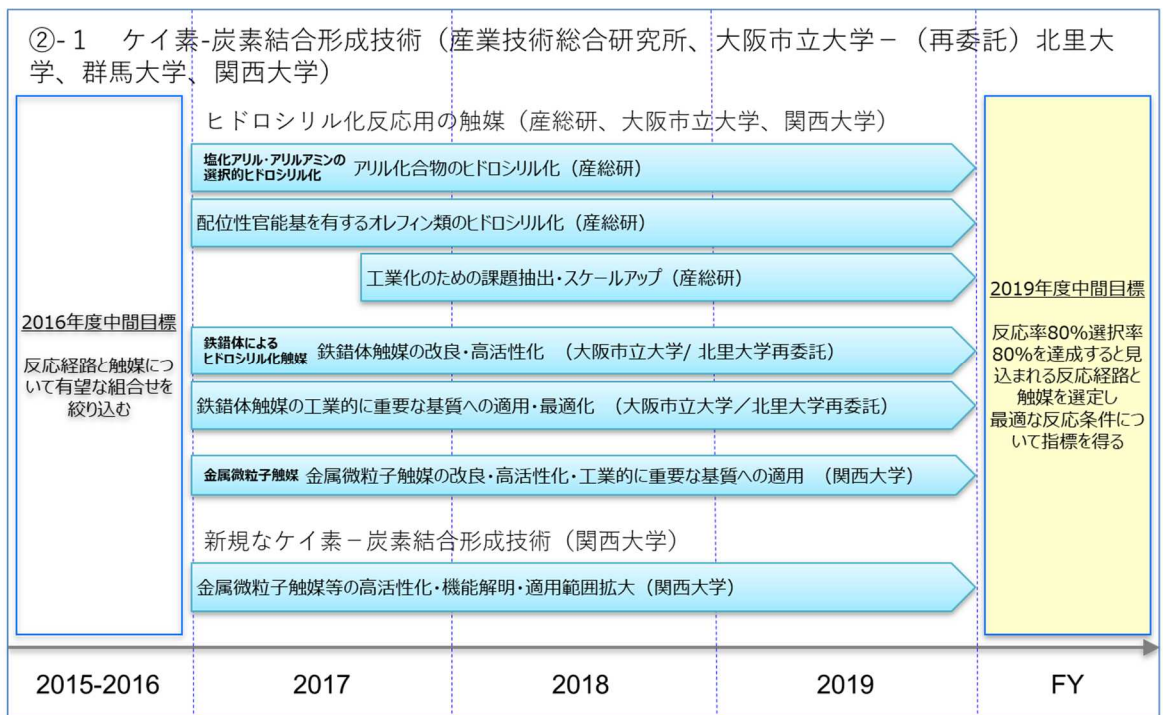 ②-１　ケイ素-炭素結合形成技術（産業技術総合研究所、大阪市立大学－（再委託）北里大
学、群馬大学、関西大学）
ヒドロシリル化反応用の触媒（産総研、大阪市立大学、関西大学）
塩化アリル・アリルアミンの
選択的ヒドロシリル化
アリル化合物のヒドロシリル化（産総研）
配位性官能基を有するオレフィン類のヒドロシリル化（産総研）
工業化のための課題抽出・スケールアップ（産総研）
2016年度中間目標
反応経路と触媒につ
いて有望な組合せを
絞り込む
鉄錯体による
ヒドロシリル化触媒
鉄錯体触媒の改良・高活性化　（大阪市立大学/ 北里大学再委託）
鉄錯体触媒の工業的に重要な基質への適用・最適化　（大阪市立大学／北里大学再委託）
金属微粒子触媒 金属微粒子触媒の改良・高活性化・工業的に重要な基質への適用　（関西大学）
新規なケイ素－炭素結合形成技術（関西大学）
金属微粒子触媒等の高活性化・機能解明・適用範囲拡大（関西大学）
2019年度中間目標
反応率80%選択率
80%を達成すると見
込まれる反応経路と
触媒を選定し
最適な反応条件につ
いて指標を得る
2015-2016 2017 2018 2019 FY